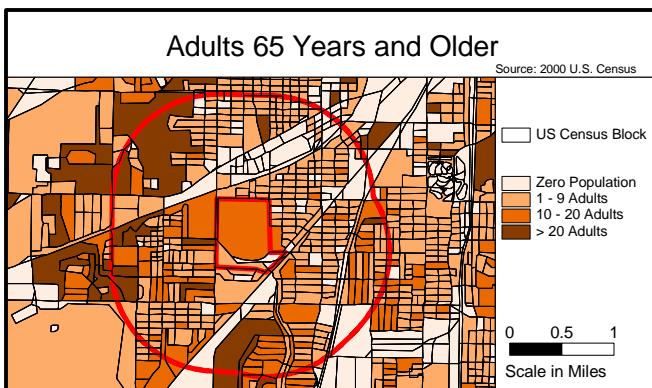 Adults 65 Years and Older
Source: 2000 U.S. Census
US Census Block
Zero Population
1 - 9 Adults
10 - 20 Adults
> 20 Adults
0 0.5 1
Scale in Miles